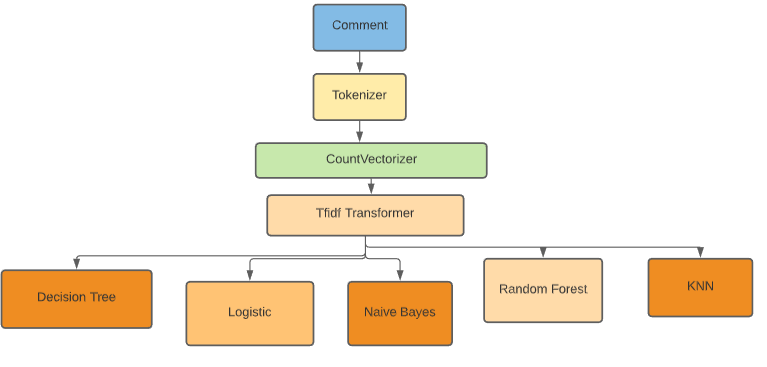 Comment
Tokenizer
CountVectorizer
Tfidf Transformer
Decision Tree
Logistic
Naive Bayes
Random Forest
KNN